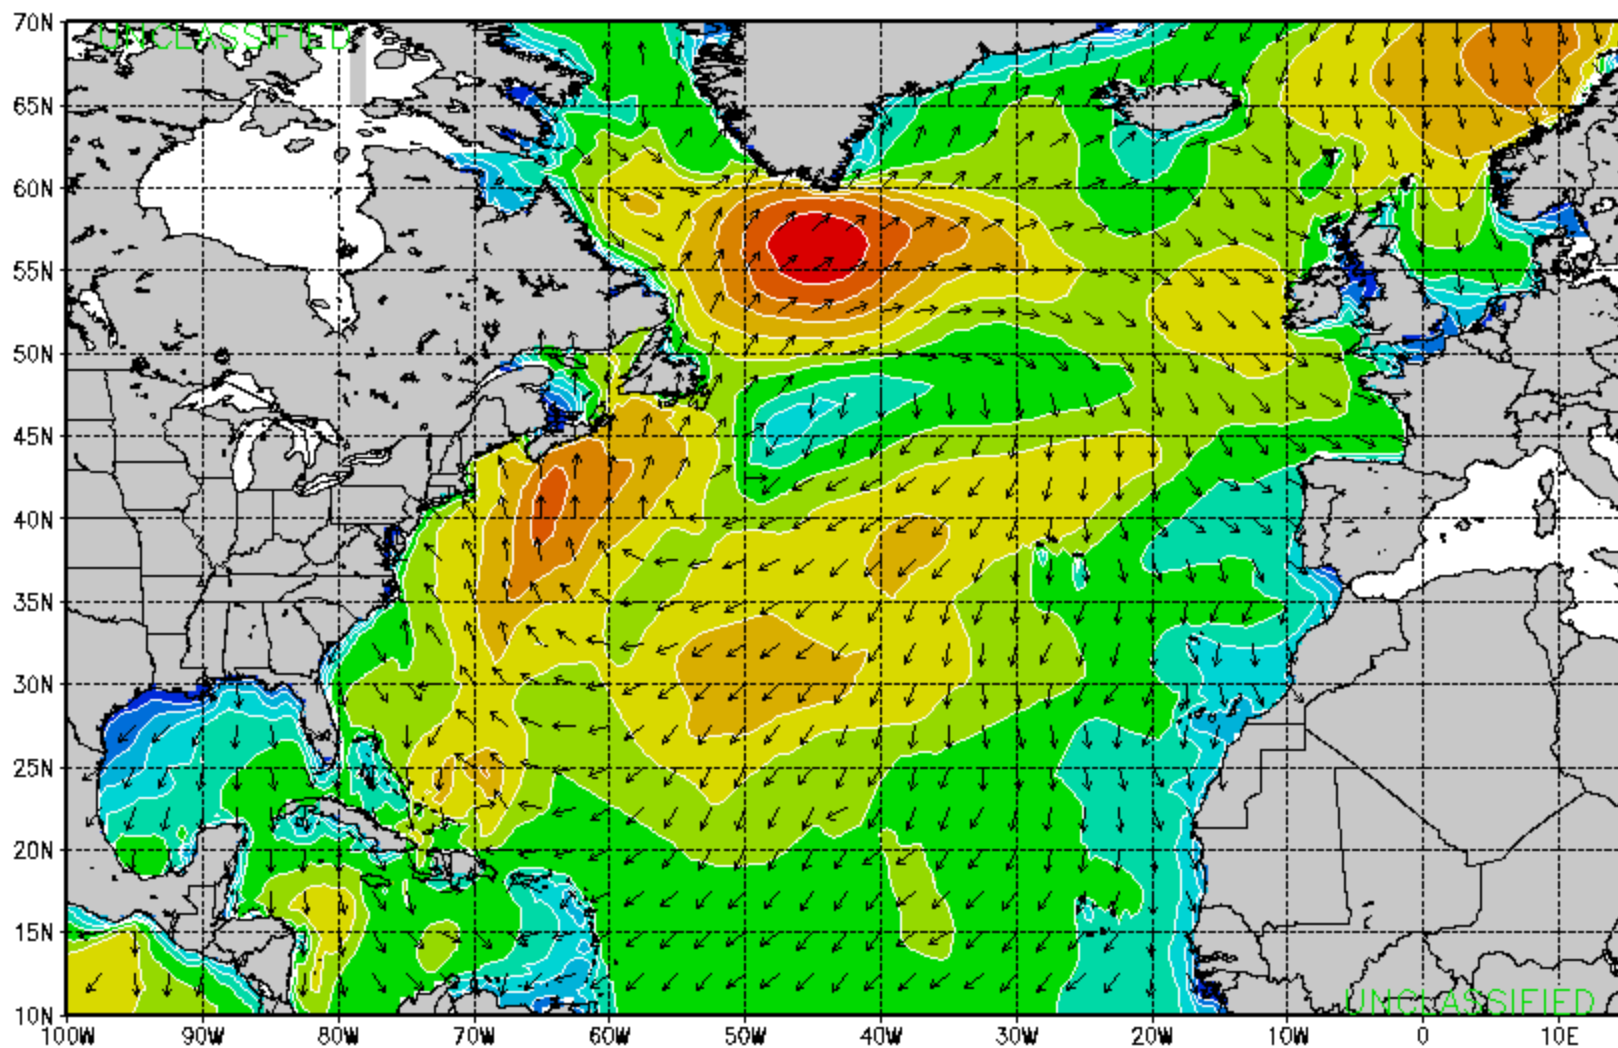 70N
UNCLASSIFIED
65N
60N
55N
50N
45N
40N
35N
30N
25N
20N
15N
UNCLASSIFIED
10N
100W 90W 80W 70W 60W 50W 40W 30W 20W 10W 0 10E